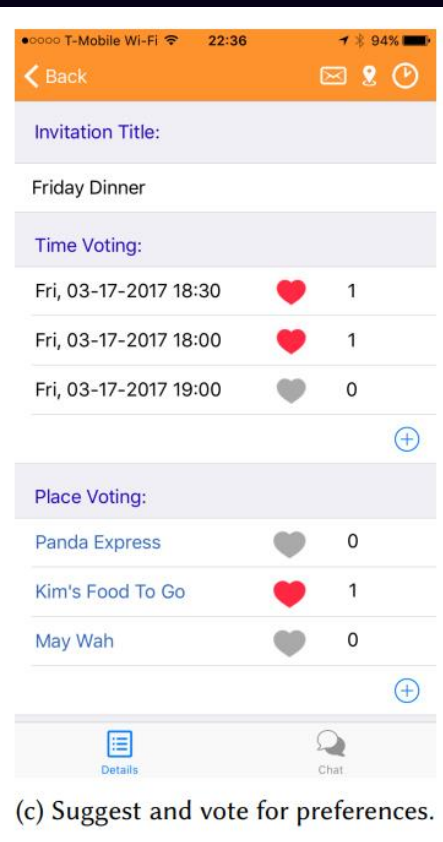 T-Mobile Wi-Fi 22:36 94%
Back
Invitation Title:
Friday Dinner
Time Voting:
Fri, 03-17-2017 18:30 1
Fri, 03-17-2017 18:00 1
Fri, 03-17-2017 19:00 0
Place Voting:
Panda Express 0
Kim's Food To Go 1
May Wah 0
Details Chat
(c) Suggest and vote for preferences.